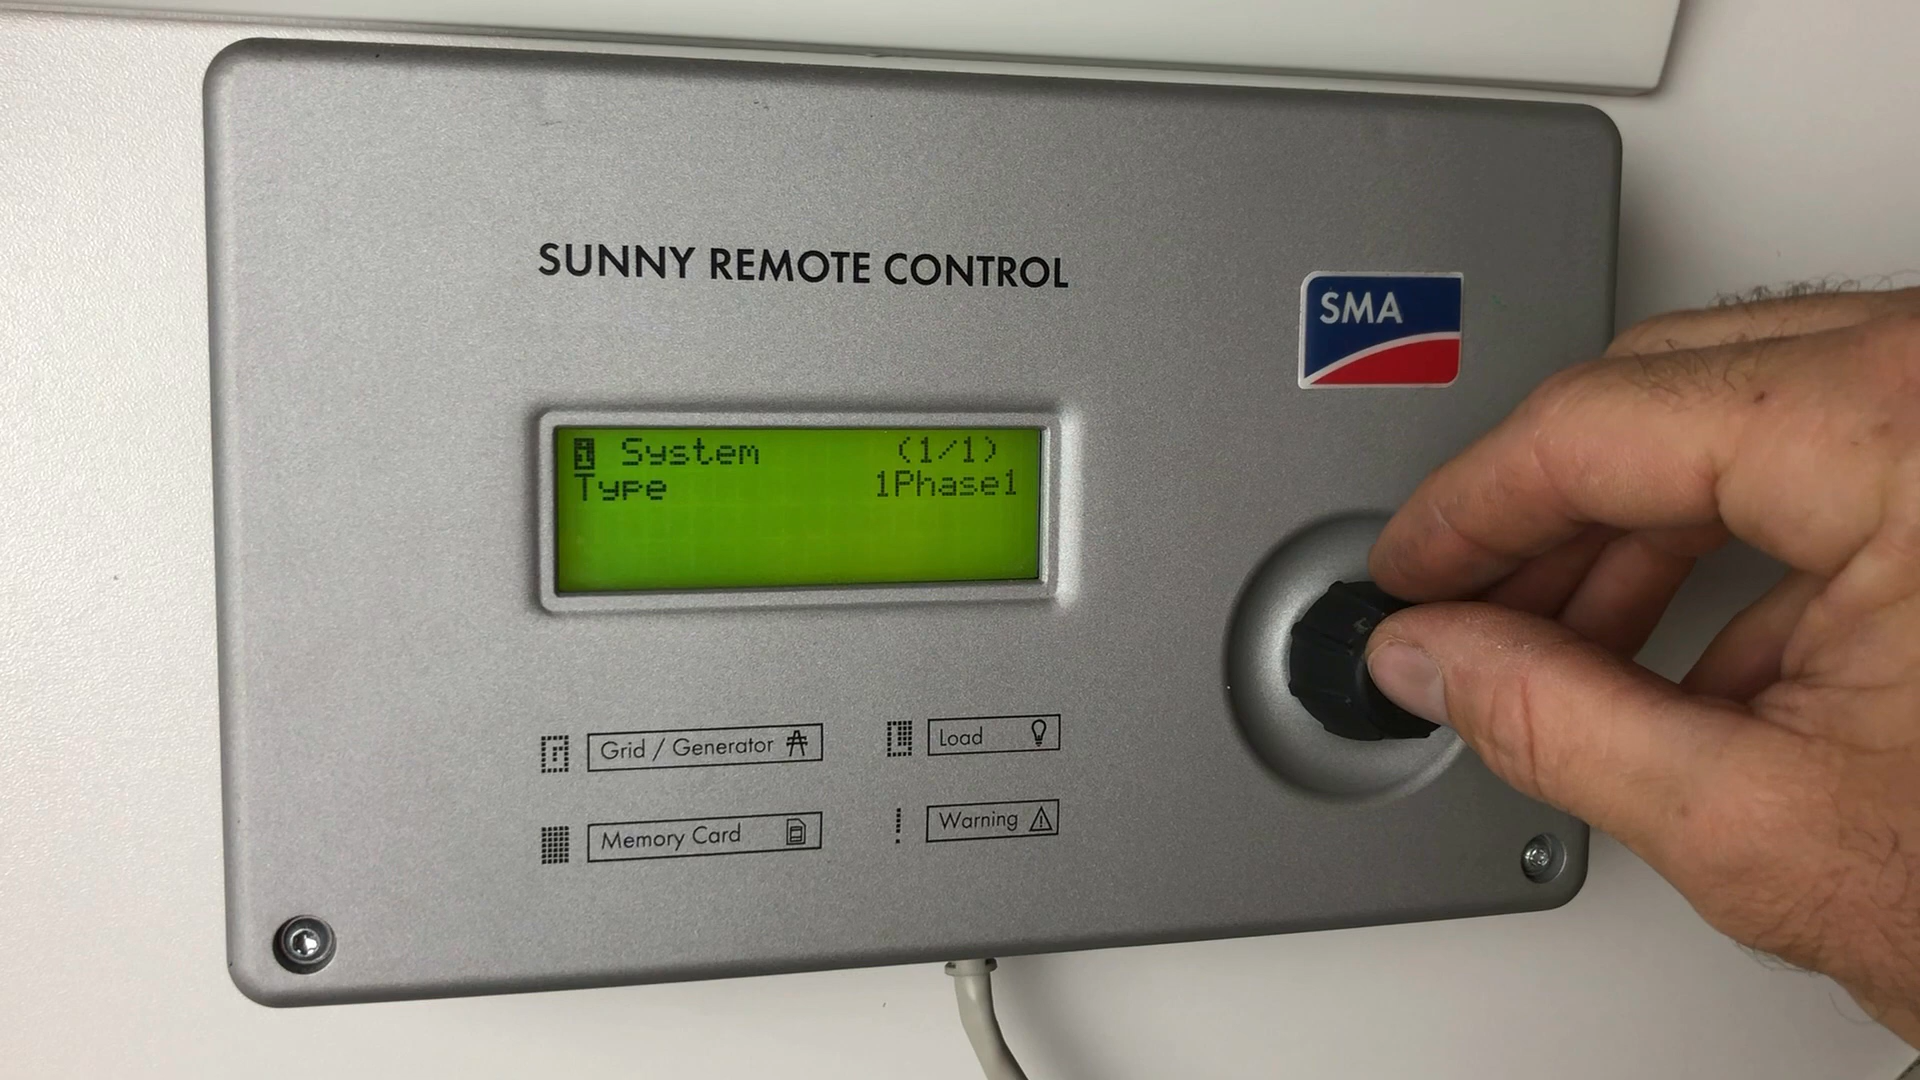 SUNNY REMOTE CONTROL
SMA
i System (1/1)
Type 1Phase1
Grid / Generator
Load
Memory Card
! Warning